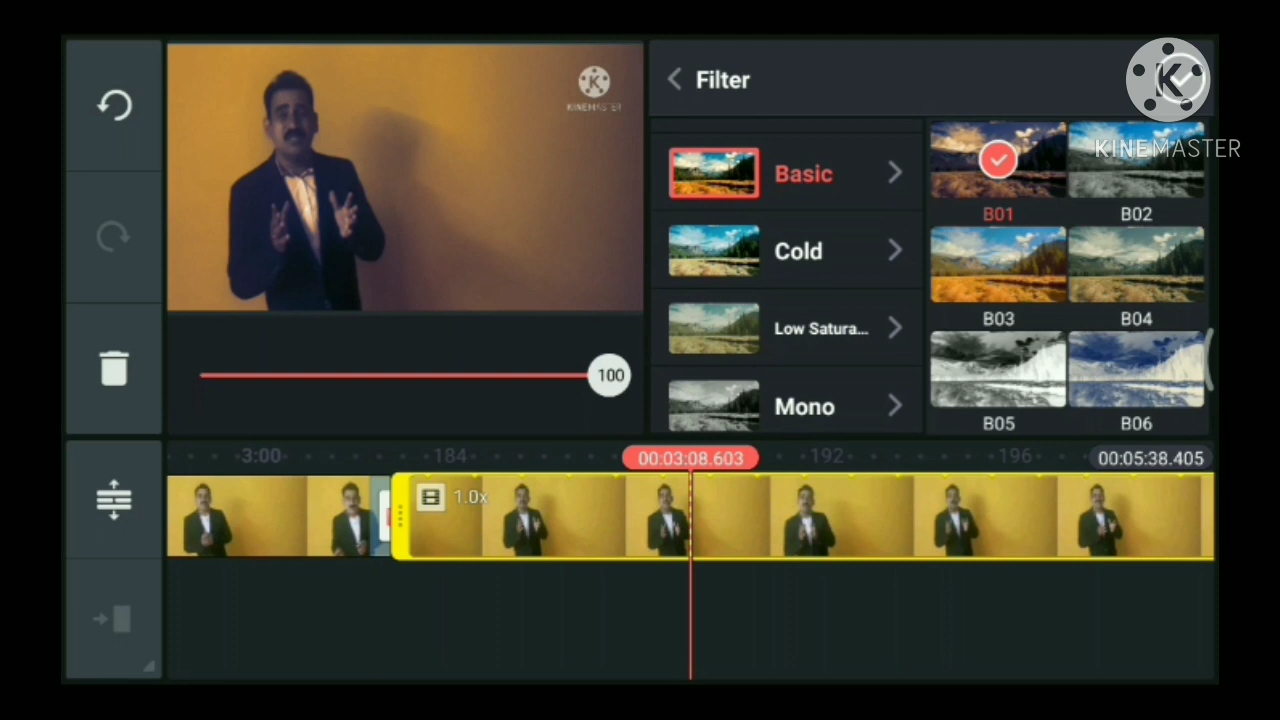 KINEMASTER
Filter
KINEMASTER
Basic
Cold
Low Satura...
Mono
B01
B02
B03
B04
B05
B06
100
3:00
184
00:03:08.603
192
196
00:05:38.405
1.0x